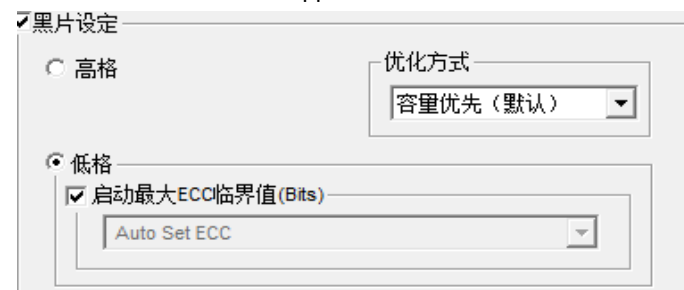 黑片设定
高格
优化方式
容量优先（默认）
低格
启动最大ECC临界值(Bits)
Auto Set ECC